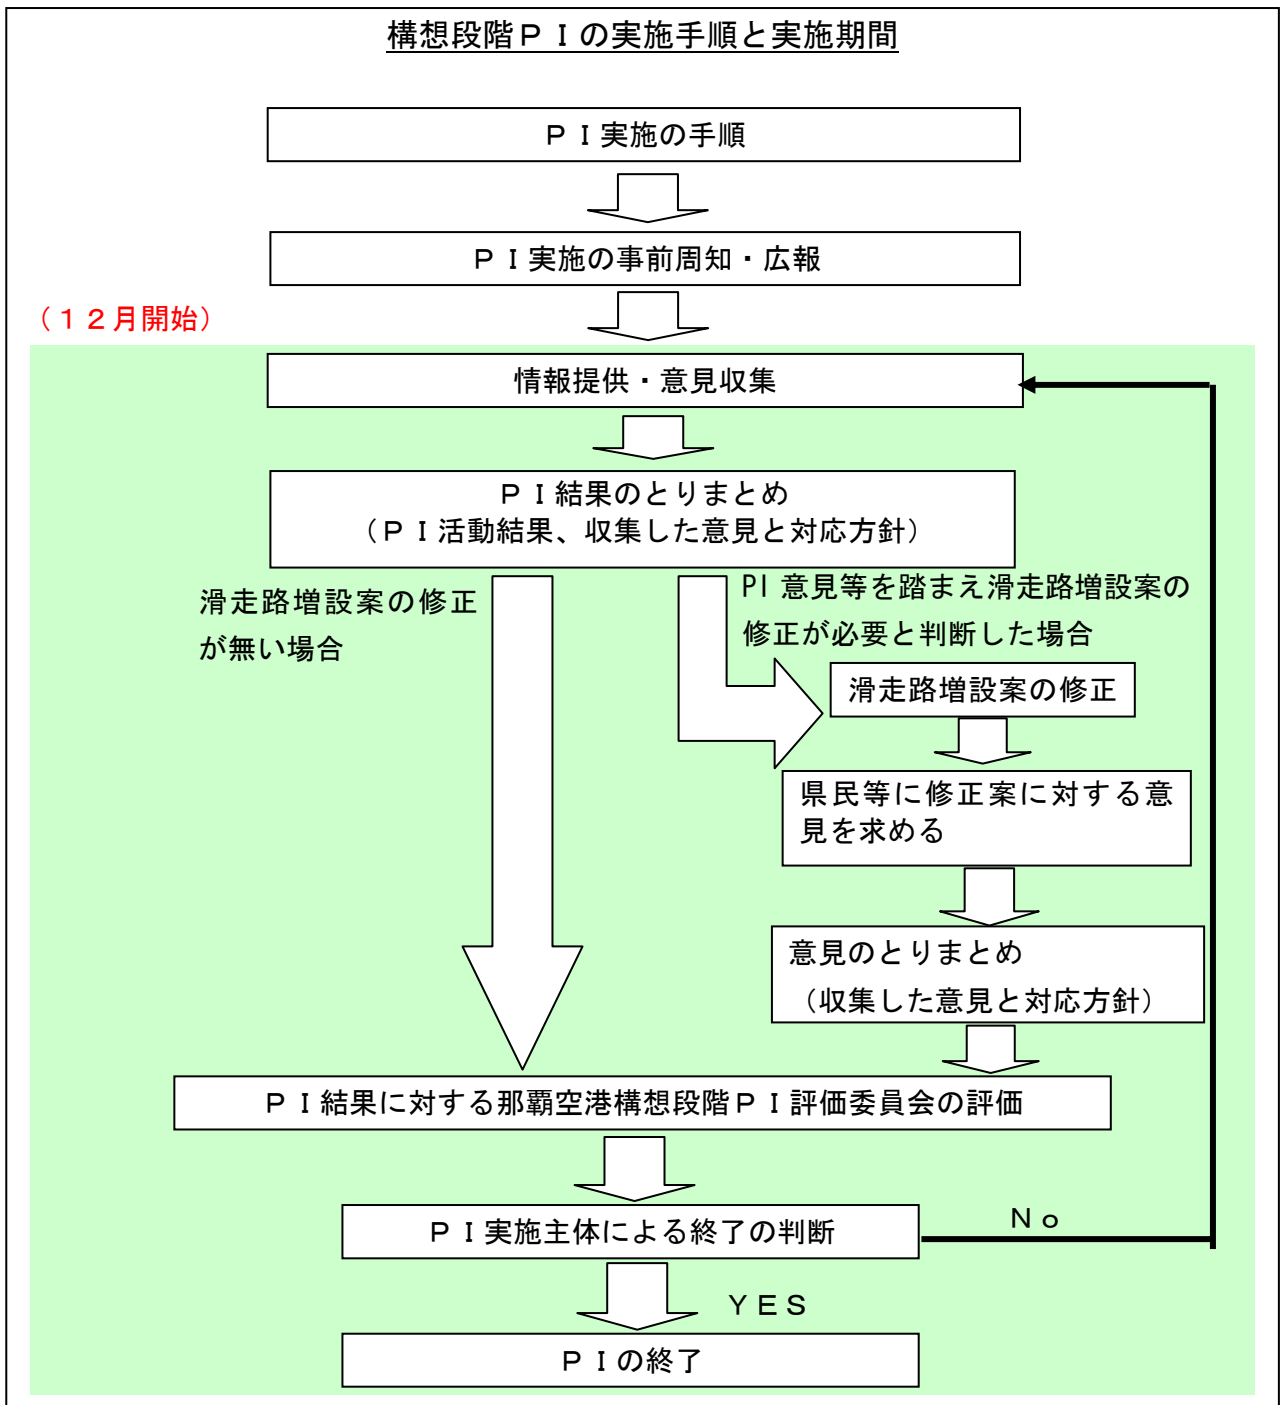 構想段階ＰＩの実施手順と実施期間
ＰＩ実施の手順
ＰＩ実施の事前周知・広報
（１２月開始）
情報提供・意見収集
ＰＩ結果のとりまとめ
（ＰＩ活動結果、収集した意見と対応方針）
滑走路増設案の修正
が無い場合
PI 意見等を踏まえ滑走路増設案の
修正が必要と判断した場合
滑走路増設案の修正
県民等に修正案に対する意
見を求める
意見のとりまとめ
（収集した意見と対応方針）
ＰＩ結果に対する那覇空港構想段階ＰＩ評価委員会の評価
ＰＩ実施主体による終了の判断
Ｎｏ
ＹＥＳ
ＰＩの終了